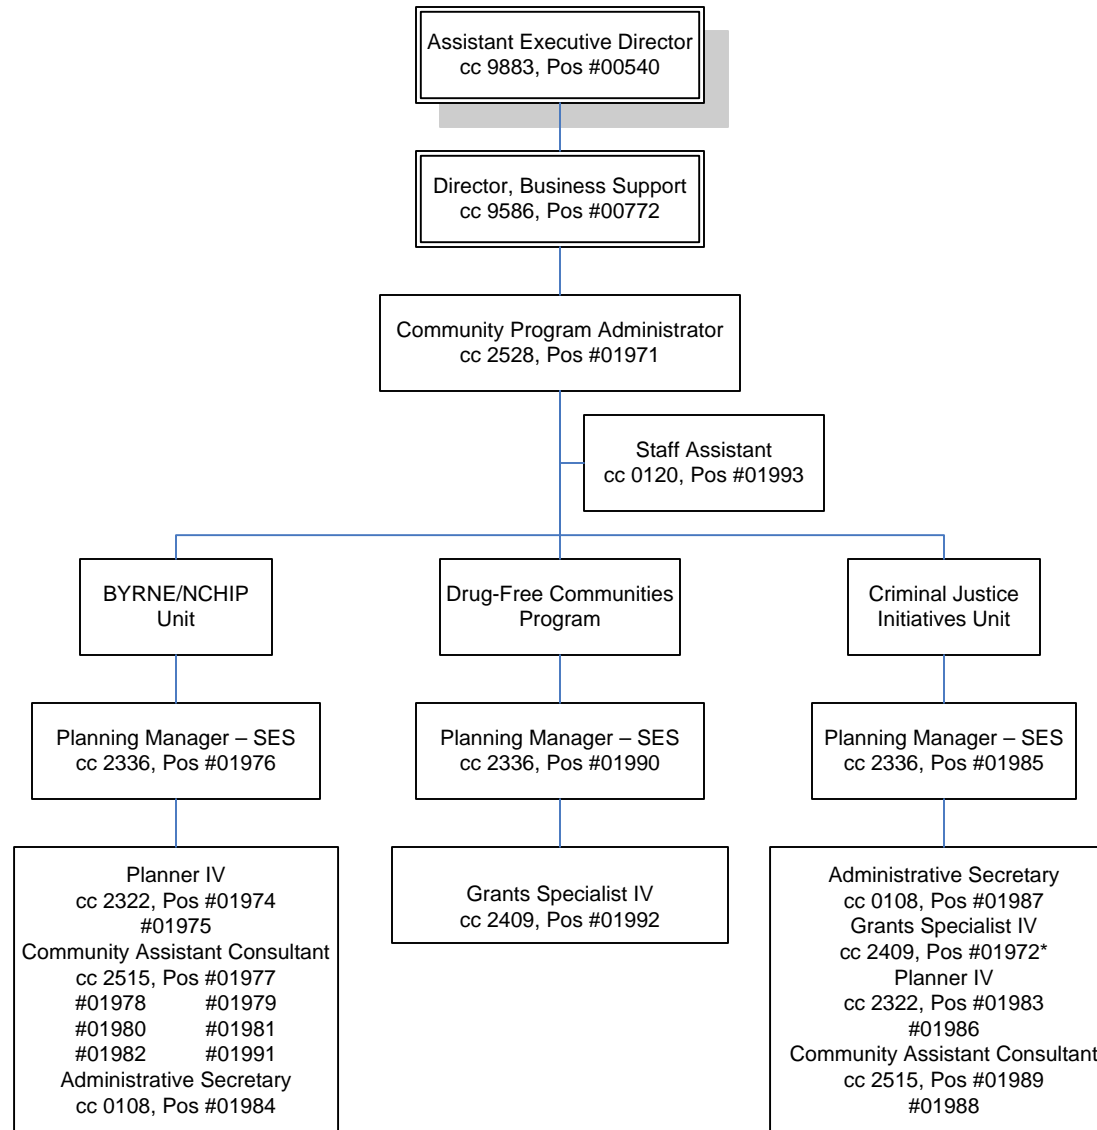 Assistant Executive Director
cc 9883, Pos #00540
Director, Business Support
cc 9586, Pos #00772
Community Program Administrator
cc 2528, Pos #01971
Staff Assistant
cc 0120, Pos #01993
BYRNE/NCHIP
Unit
Drug-Free Communities
Program
Criminal Justice
Initiatives Unit
Planning Manager – SES
cc 2336, Pos #01976
Planning Manager – SES
cc 2336, Pos #01990
Planning Manager – SES
cc 2336, Pos #01985
Planner IV
cc 2322, Pos #01974
#01975
Community Assistant Consultant
cc 2515, Pos #01977
#01978 #01979
#01980 #01981
#01982 #01991
Administrative Secretary
cc 0108, Pos #01984
Grants Specialist IV
cc 2409, Pos #01992
Administrative Secretary
cc 0108, Pos #01987
Grants Specialist IV
cc 2409, Pos #01972*
Planner IV
cc 2322, Pos #01983
#01986
Community Assistant Consultant
cc 2515, Pos #01989
#01988